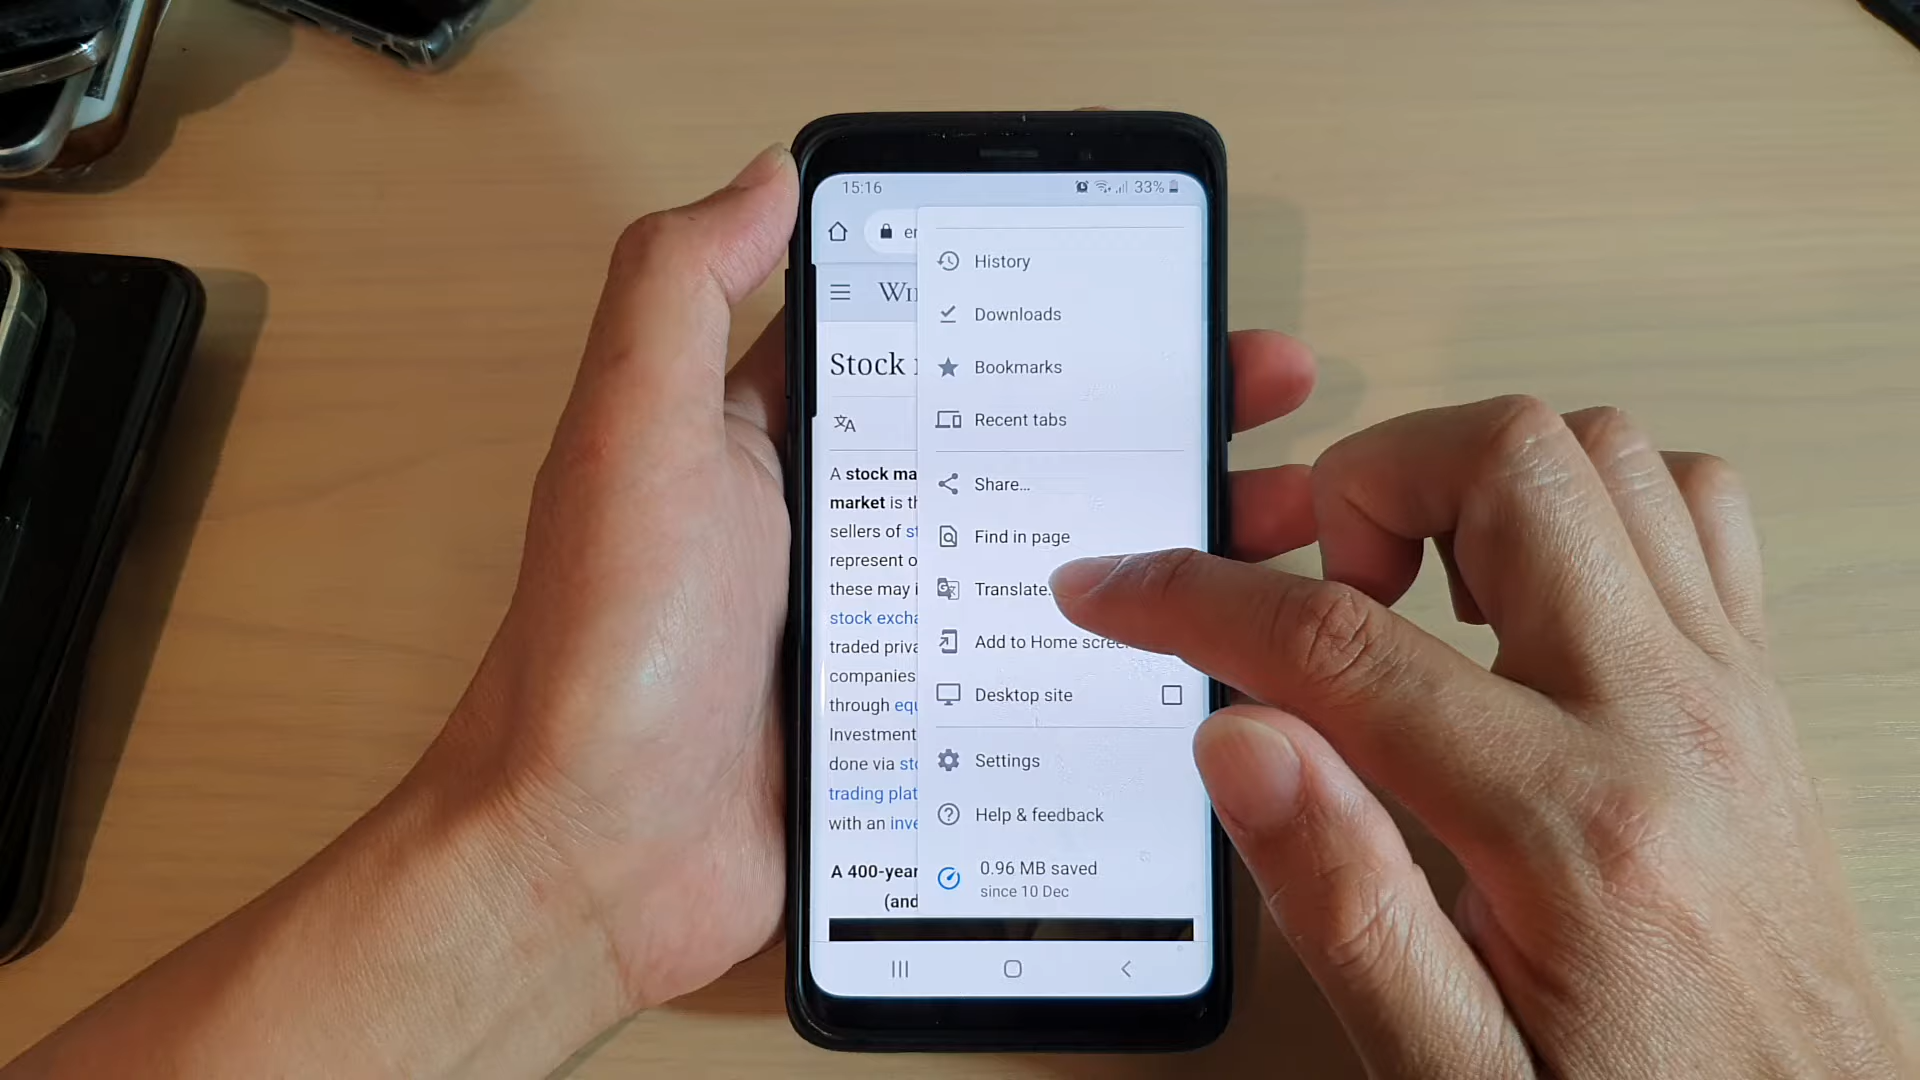 15:16 33%
er
History
Downloads
Bookmarks
Recent tabs
Share...
Find in page
Translate.
Add to Home scree
Desktop site
Settings
Help & feedback
0.96 MB saved
since 10 Dec
WI
Stock
A stock ma
market is th
sellers of st
represent o
these may i
stock excha
traded priva
companies
through equ
Investment
done via sto
trading plat
with an inve
A 400-year
(and